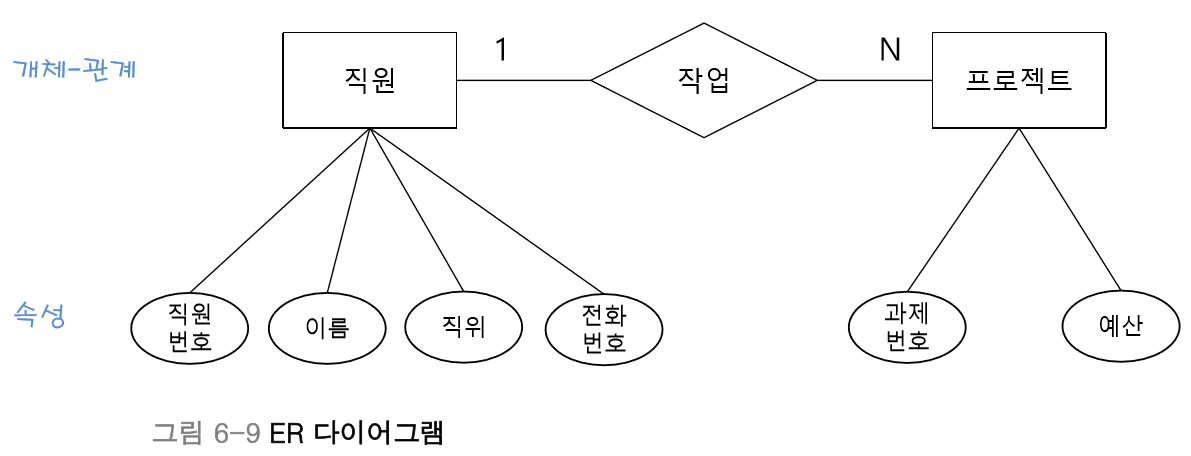 개체-관계
직원
1
작업
N
프로젝트
속성
직원
번호
이름
직위
전화
번호
과제
번호
예산
그림 6-9 ER 다이어그램